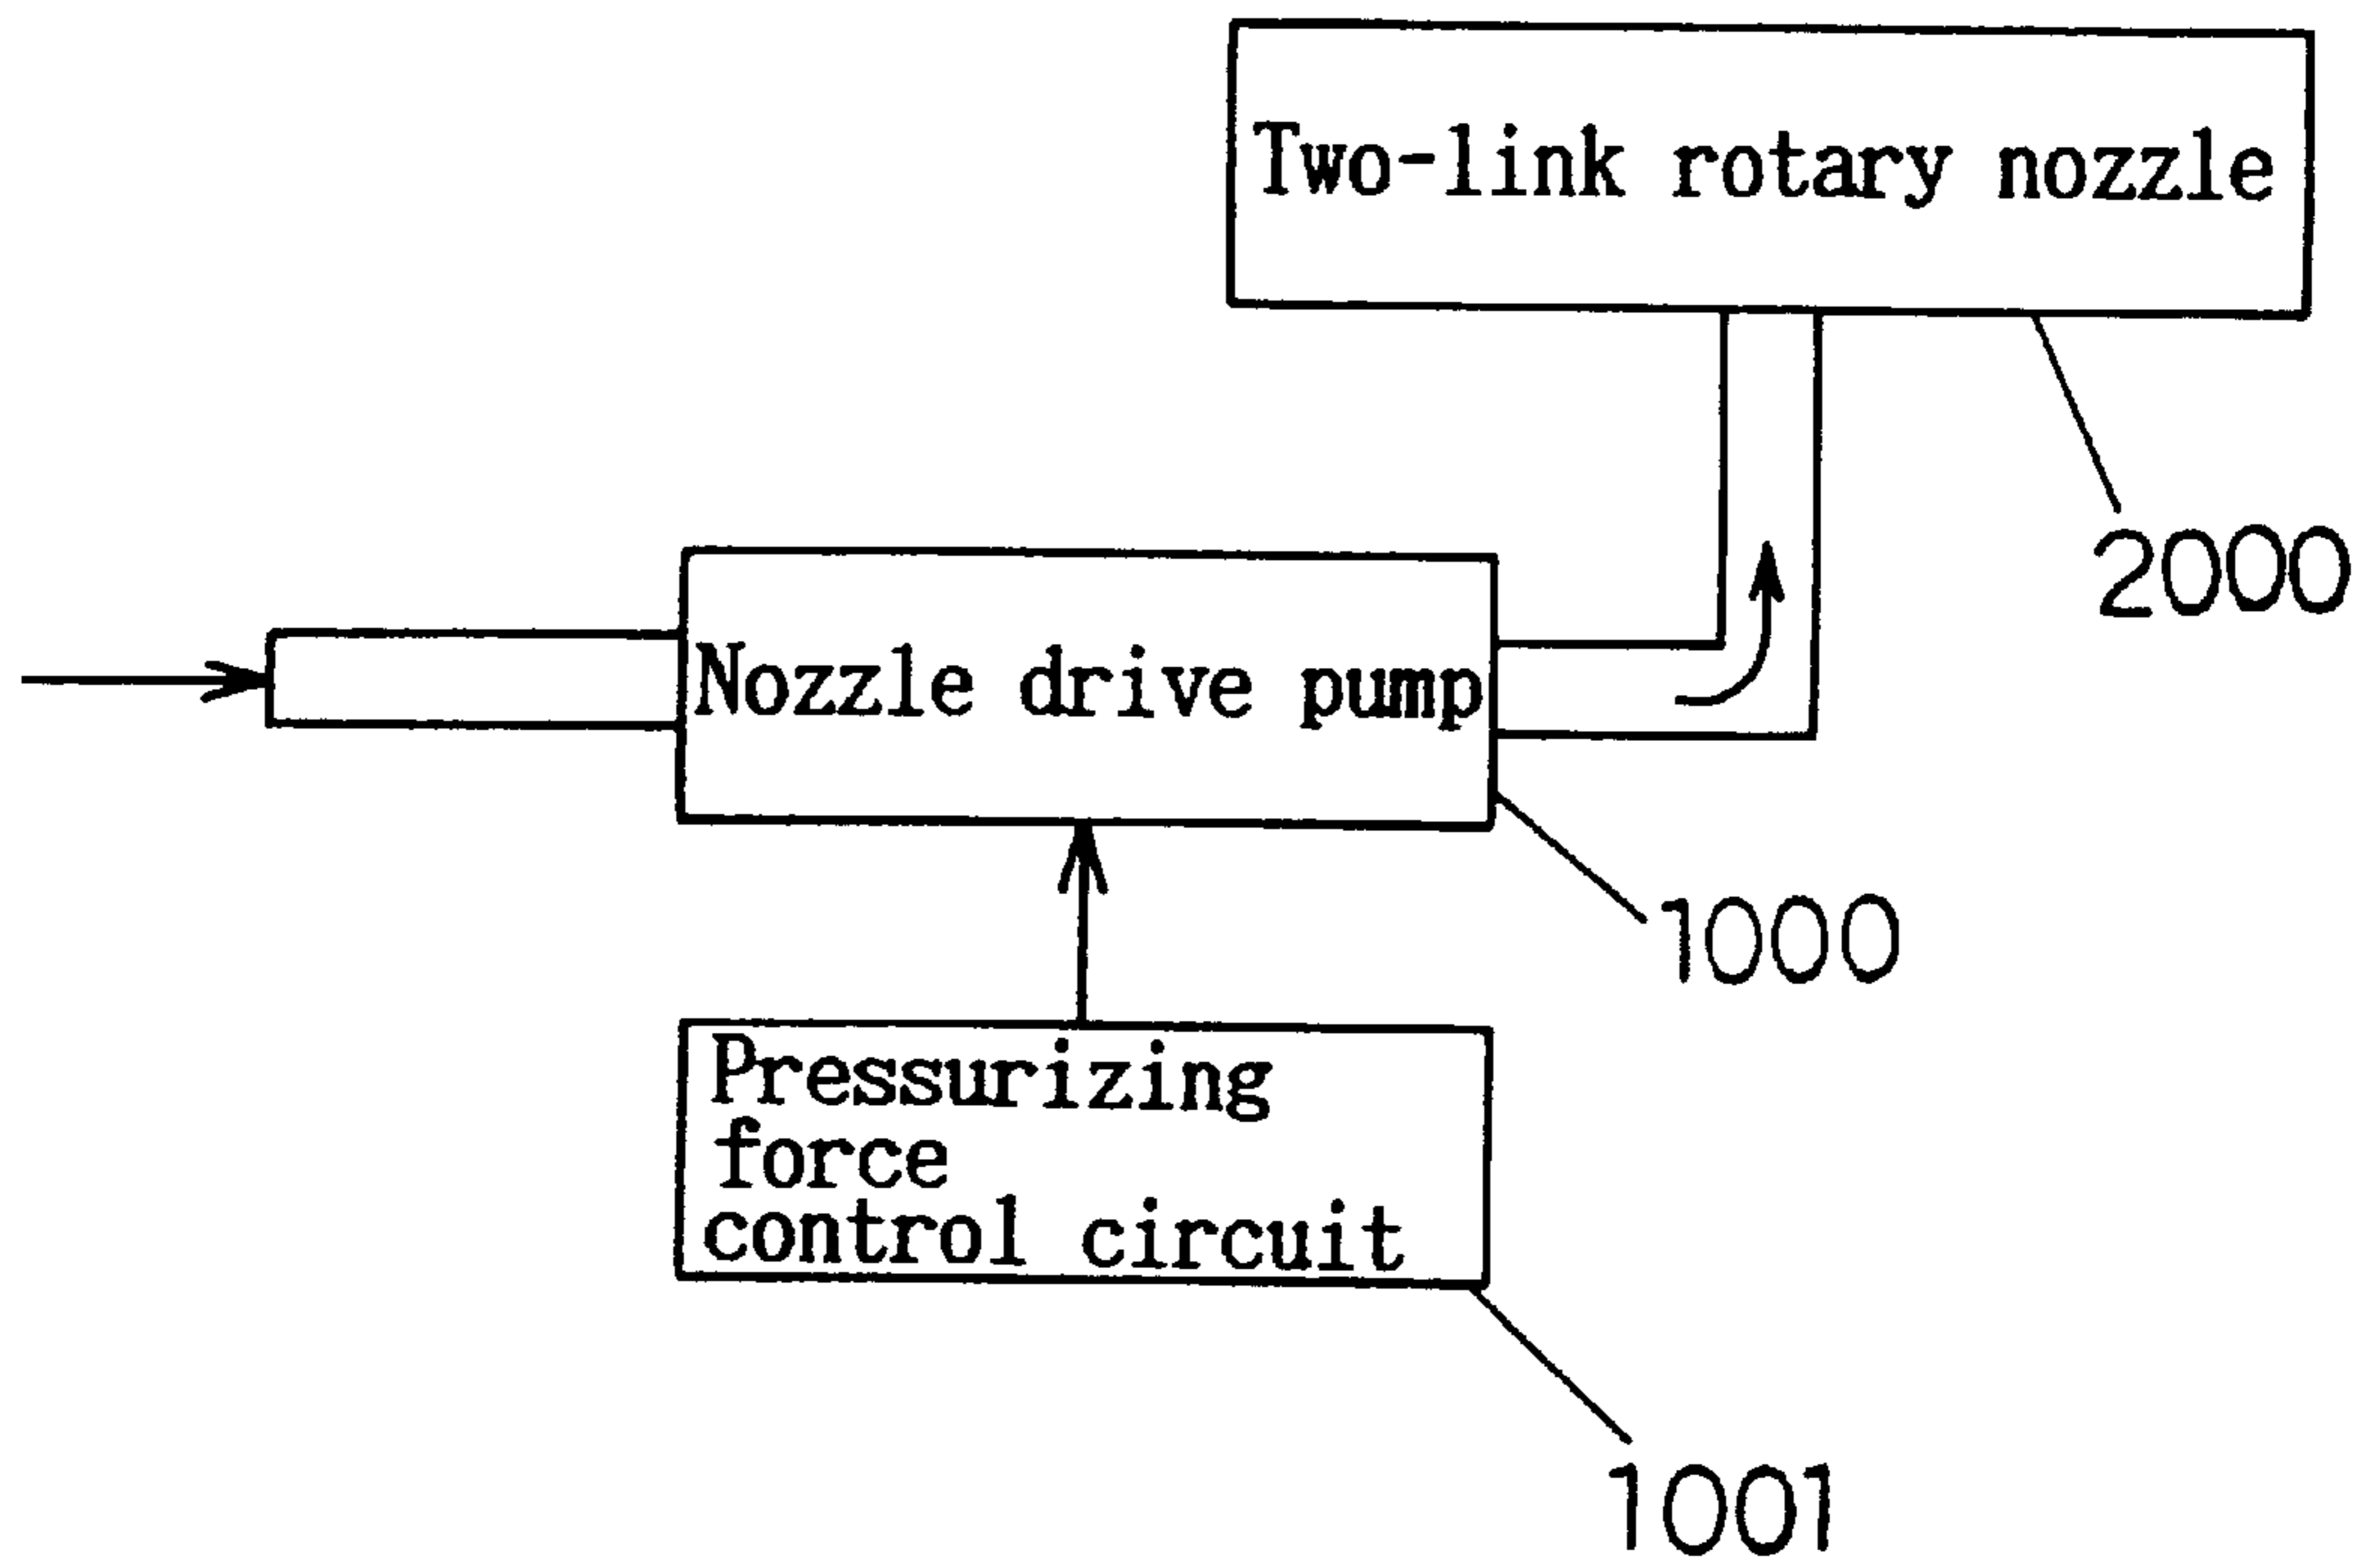 Two-link rotary nozzle
2000
Nozzle drive pump
1000
Pressurizing
force
control circuit
1001